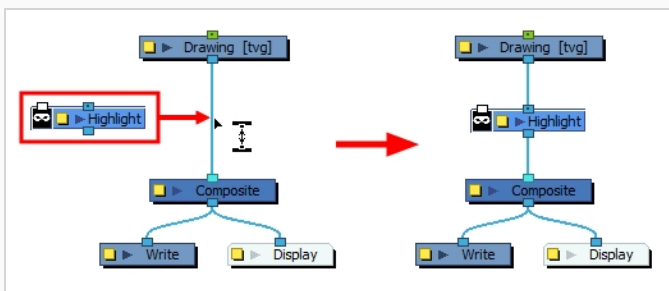 Drawing [tvg]
Highlight
Composite
Write
Display
Drawing [tvg]
Highlight
Composite
Write
Display